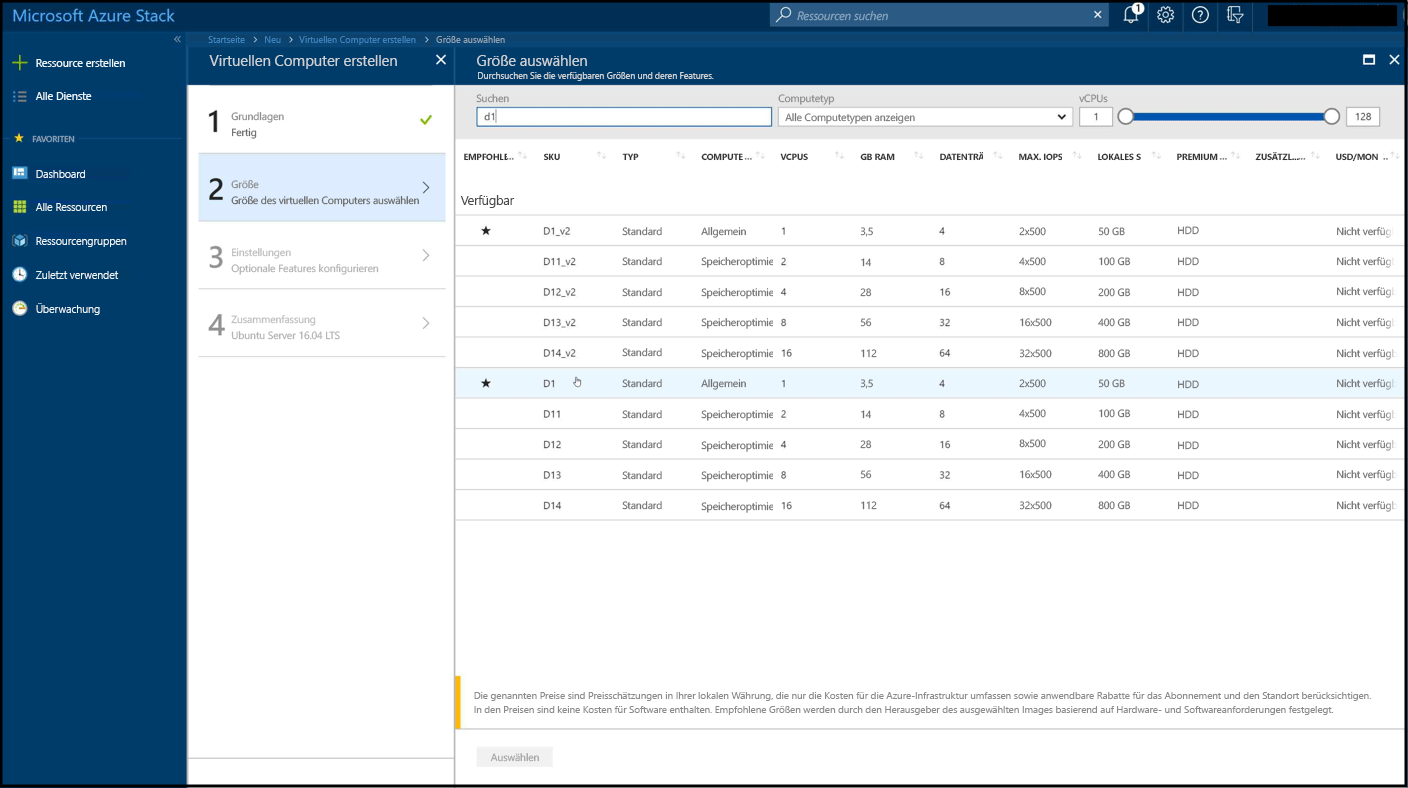 Microsoft Azure Stack
Ressourcen suchen
1
Ressource erstellen
Alle Dienste
FAVORITEN
Dashboard
Alle Ressourcen
Ressourcengruppen
Zuletzt verwendet
Überwachung
Startseite > Neu > Virtuellen Computer erstellen > Größe auswählen
Virtuellen Computer erstellen
1 Grundlagen
Fertig
2 Größe
Größe des virtuellen Computers auswählen
3 Einstellungen
Optionale Features konfigurieren
4 Zusammenfassung
Ubuntu Server 16.04 LTS
Größe auswählen
Durchsuchen Sie die verfügbaren Größen und deren Features.
Suchen Computetyp vCPUs
d1 Alle Computetypen anzeigen 1 128
EMPFOHLE... SKU TYP COMPUTE ... VCPUS GB RAM DATENTRÄ MAX. IOPS LOKALES S PREMIUM ... ZUSÄTZL...... USD/MON ...
Verfügbar
★ D1_v2 Standard Allgemein 1 3,5 4 2x500 50 GB HDD Nicht verfügb
D11_v2 Standard Speicheroptimie 2 14 8 4x500 100 GB HDD Nicht verfügb
D12_v2 Standard Speicheroptimie 4 28 16 8x500 200 GB HDD Nicht verfügb
D13_v2 Standard Speicheroptimie 8 56 32 16x500 400 GB HDD Nicht verfügb
D14_v2 Standard Speicheroptimie 16 112 64 32x500 800 GB HDD Nicht verfügb
★ D1 Standard Allgemein 1 3,5 4 2x500 50 GB HDD Nicht verfügb
D11 Standard Speicheroptimie 2 14 8 4x500 100 GB HDD Nicht verfügb
D12 Standard Speicheroptimie 4 28 16 8x500 200 GB HDD Nicht verfügb
D13 Standard Speicheroptimie 8 56 32 16x500 400 GB HDD Nicht verfügb
D14 Standard Speicheroptimie 16 112 64 32x500 800 GB HDD Nicht verfügb
Die genannten Preise sind Preisschätzungen in Ihrer lokalen Währung, die nur die Kosten für die Azure-Infrastruktur umfassen sowie anwendbare Rabatte für das Abonnement und den Standort berücksichtigen.
In den Preisen sind keine Kosten für Software enthalten. Empfohlene Größen werden durch den Herausgeber des ausgewählten Images basierend auf Hardware- und Softwareanforderungen festgelegt.
Auswählen